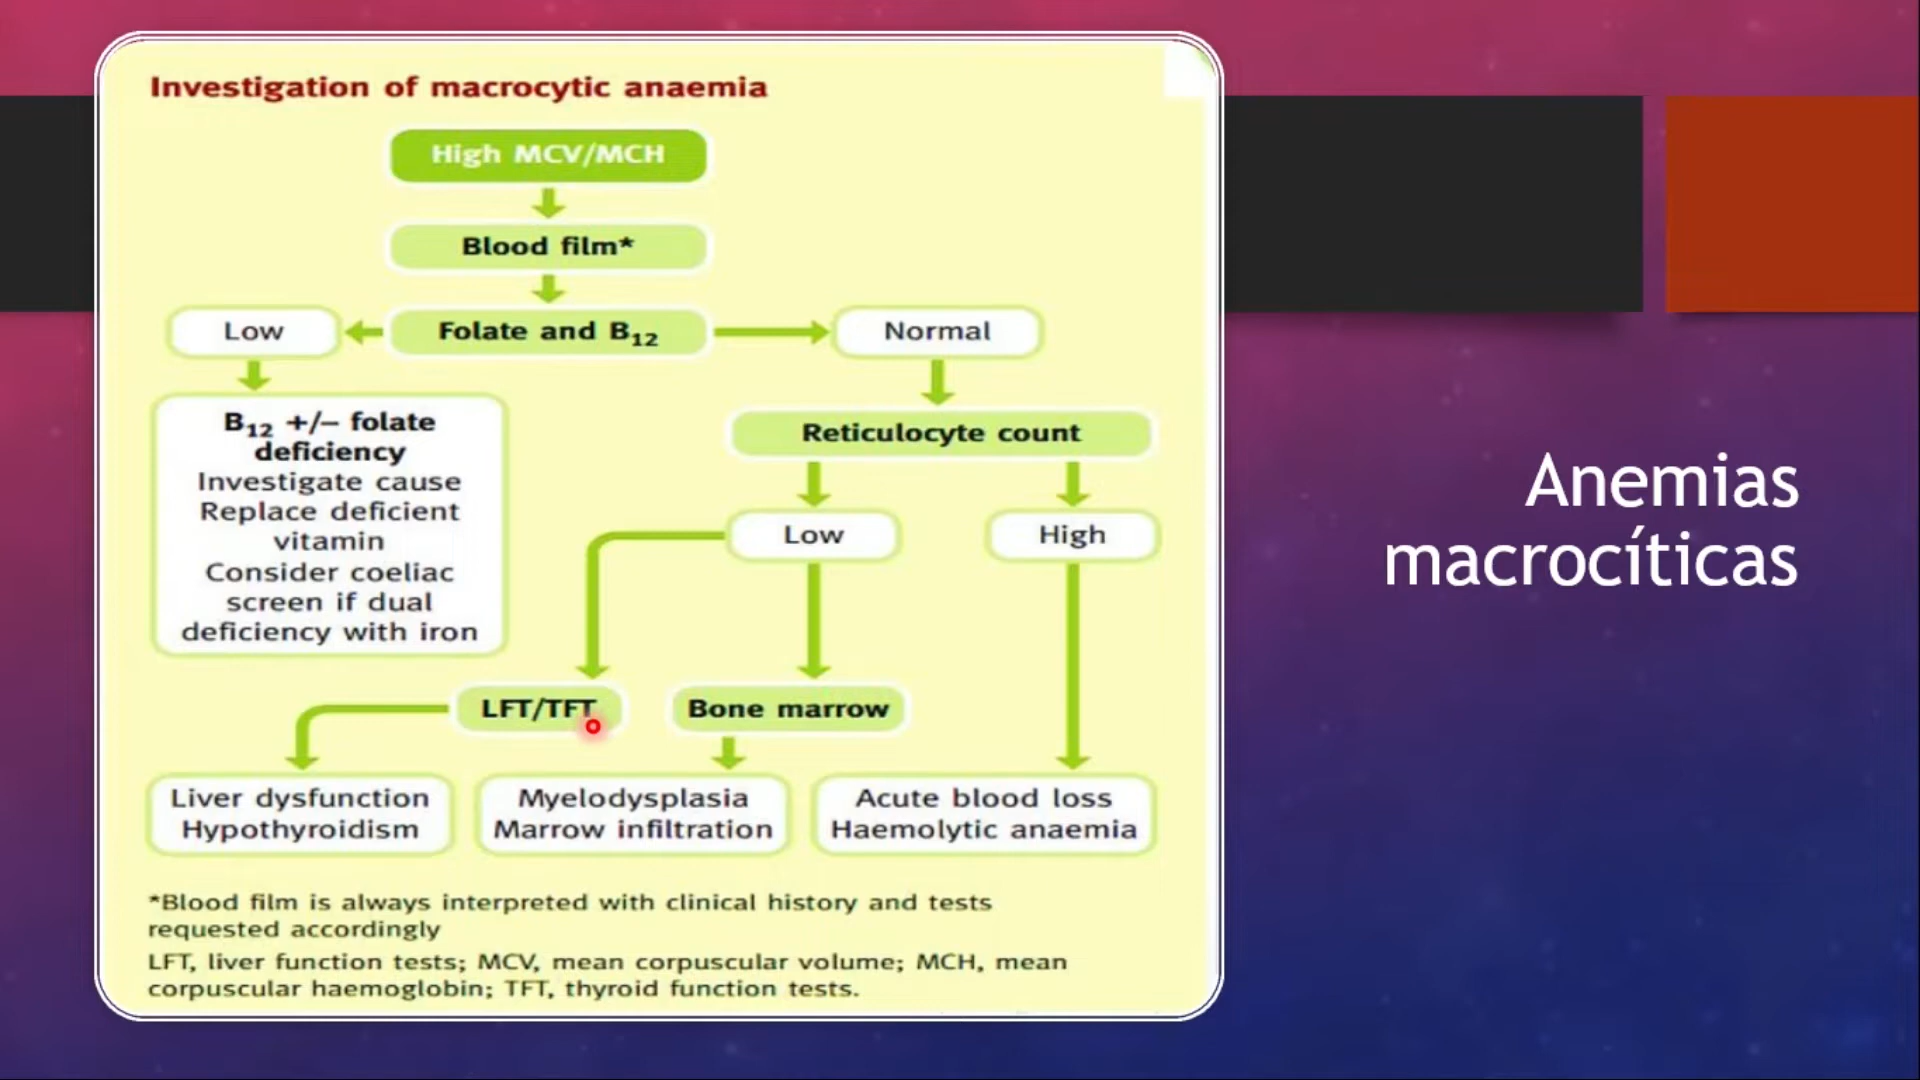 Investigation of macrocytic anaemia
High MCV/MCH
Blood film*
Low
Folate and B12
Normal
B12 +/– folate
deficiency
Investigate cause
Replace deficient
vitamin
Consider coeliac
screen if dual
deficiency with iron
Reticulocyte count
Low
High
LFT/TFT
Bone marrow
Liver dysfunction
Hypothyroidism
Myelodysplasia
Marrow infiltration
Acute blood loss
Haemolytic anaemia
*Blood film is always interpreted with clinical history and tests
requested accordingly
LFT, liver function tests; MCV, mean corpuscular volume; MCH, mean
corpuscular haemoglobin; TFT, thyroid function tests.
Anemias
macrocíticas